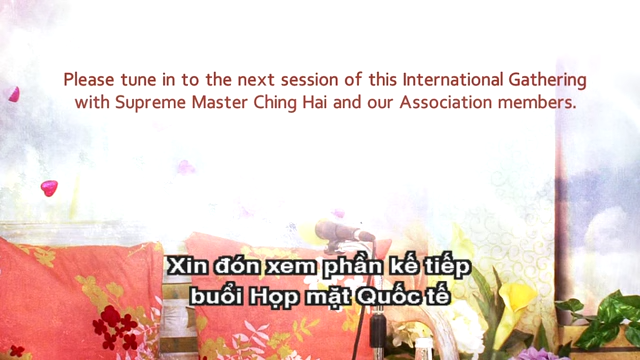 Please tune in to the next session of this International Gathering
with Supreme Master Ching Hai and our Association members.
Xin đón xem phần kế tiếp
buổi Họp mặt Quốc tế